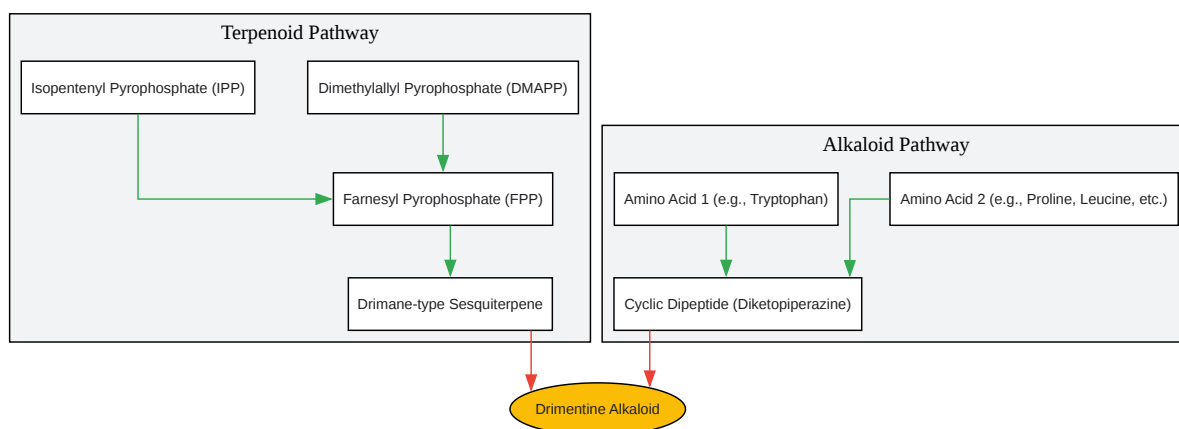 Terpenoid Pathway
Isopentenyl Pyrophosphate (IPP)
Dimethylallyl Pyrophosphate (DMAPP)
Farnesyl Pyrophosphate (FPP)
Drimane-type Sesquiterpene
Alkaloid Pathway
Amino Acid 1 (e.g., Tryptophan)
Amino Acid 2 (e.g., Proline, Leucine, etc.)
Cyclic Dipeptide (Diketopiperazine)
Drimentine Alkaloid